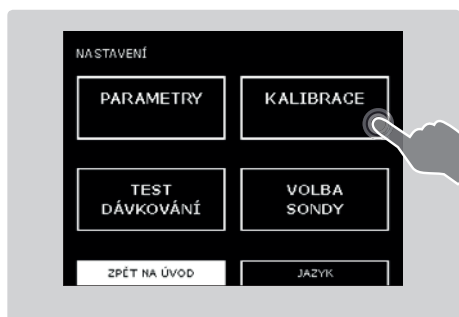 NASTAVENÍ
PARAMETRY
KALIBRACE
TEST
DÁVKOVÁNÍ
VOLBA
SONDY
ZPĚT NA ÚVOD
JAZYK